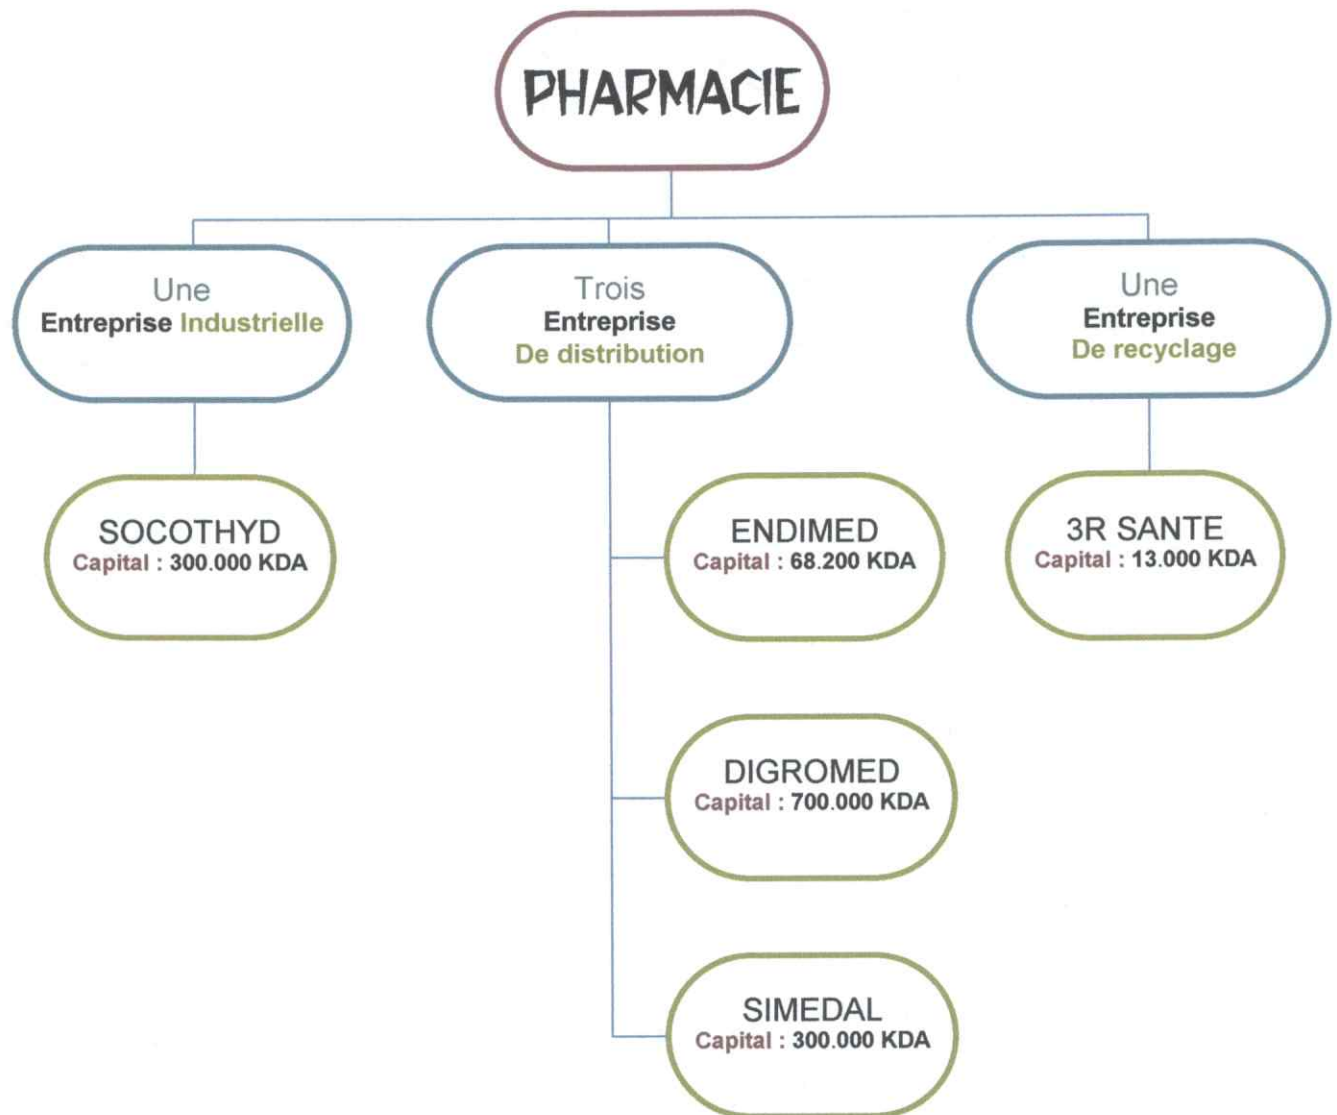 PHARMACIE
Une
Entreprise Industrielle
Trois
Entreprise
De distribution
Une
Entreprise
De recyclage
SOCOTHYD
Capital : 300.000 KDA
ENDIMED
Capital : 68.200 KDA
3R SANTE
Capital : 13.000 KDA
DIGROMED
Capital : 700.000 KDA
SIMEDAL
Capital : 300.000 KDA